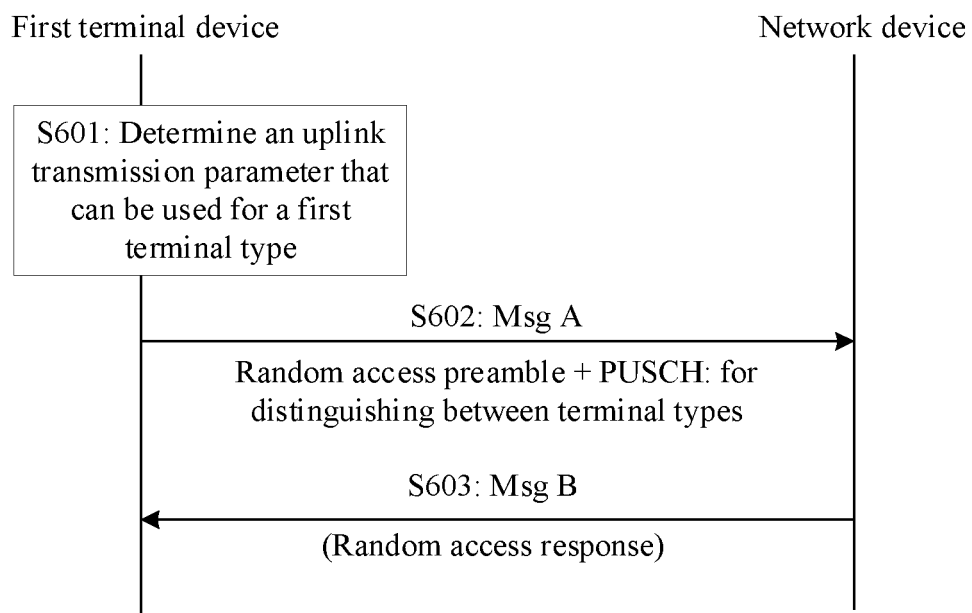 First terminal device
Network device
S601: Determine an uplink
transmission parameter that
can be used for a first
terminal type
S602: Msg A
Random access preamble + PUSCH: for
distinguishing between terminal types
S603: Msg B
(Random access response)